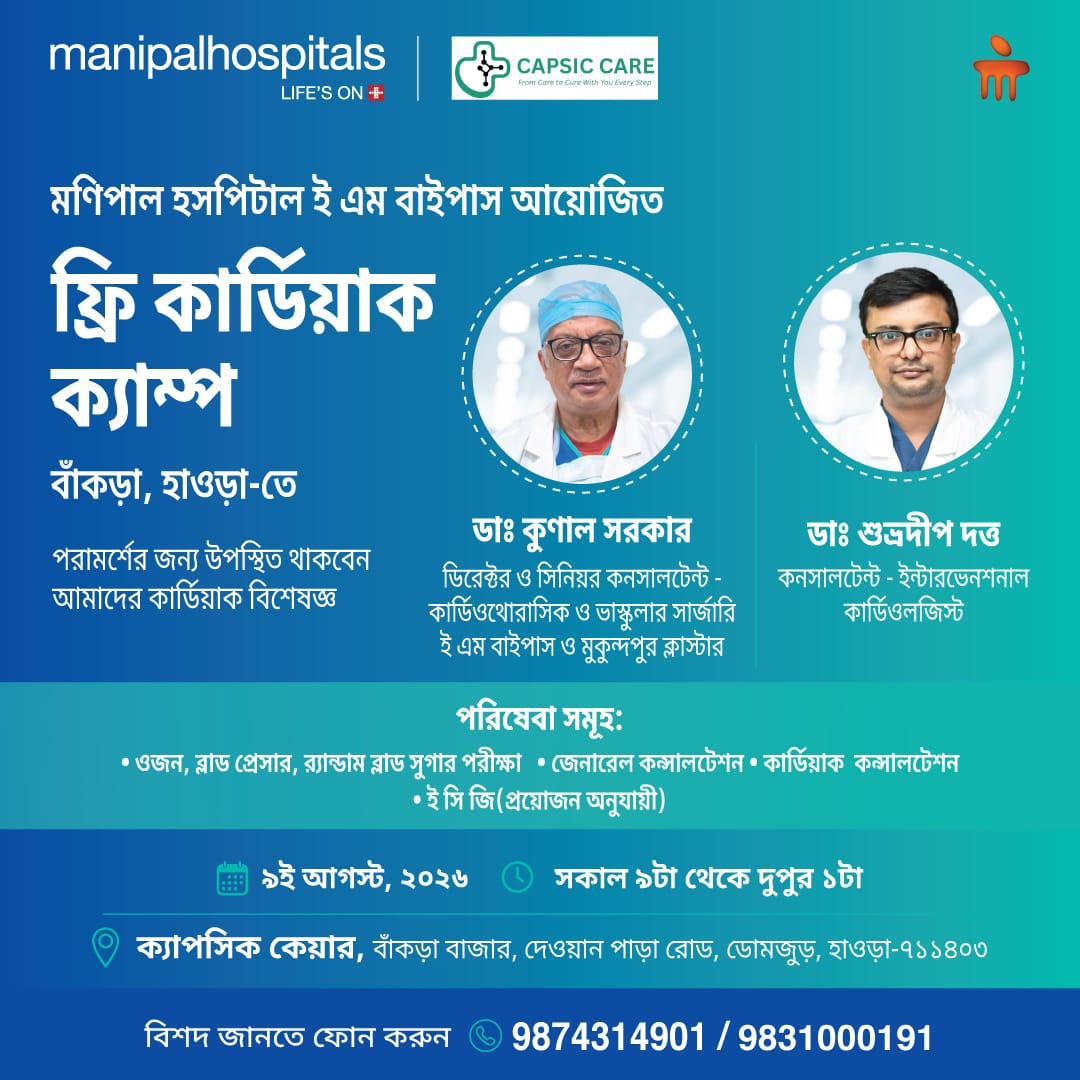 manipalhospitals
LIFE'S ON
CAPSIC CARE
From Care to Cure With You Every Step
মণিপাল হসপিটাল ই এম বাইপাস আয়োজিত
ফ্রি কার্ডিয়াক
ক্যাম্প
বাঁকড়া, হাওড়া-তে
পরামর্শের জন্য উপস্থিত থাকবেন
আমাদের কার্ডিয়াক বিশেষজ্ঞ
ডাঃ কুণাল সরকার
ডিরেক্টর ও সিনিয়র কনসালটেন্ট -
কার্ডিওথোরাসিক ও ভাস্কুলার সার্জারি
ই এম বাইপাস ও মুকুন্দপুর ক্লাস্টার
ডাঃ শুভ্রদীপ দত্ত
কনসালটেন্ট - ইন্টারভেনশনাল
কার্ডিওলজিস্ট
পরিষেবা সমূহ:
• ওজন, ব্লাড প্রেসার, র‍্যান্ডাম ব্লাড সুগার পরীক্ষা • জেনারেল কন্সালটেশন • কার্ডিয়াক কন্সালটেশন
• ই সি জি(প্রয়োজন অনুযায়ী)
৯ই আগস্ট, ২০২৬
সকাল ৯টা থেকে দুপুর ১টা
ক্যাপসিক কেয়ার, বাঁকড়া বাজার, দেওয়ান পাড়া রোড, ডোমজুড়, হাওড়া-৭১১৪০৩
বিশদ জানতে ফোন করুন 9874314901 / 9831000191